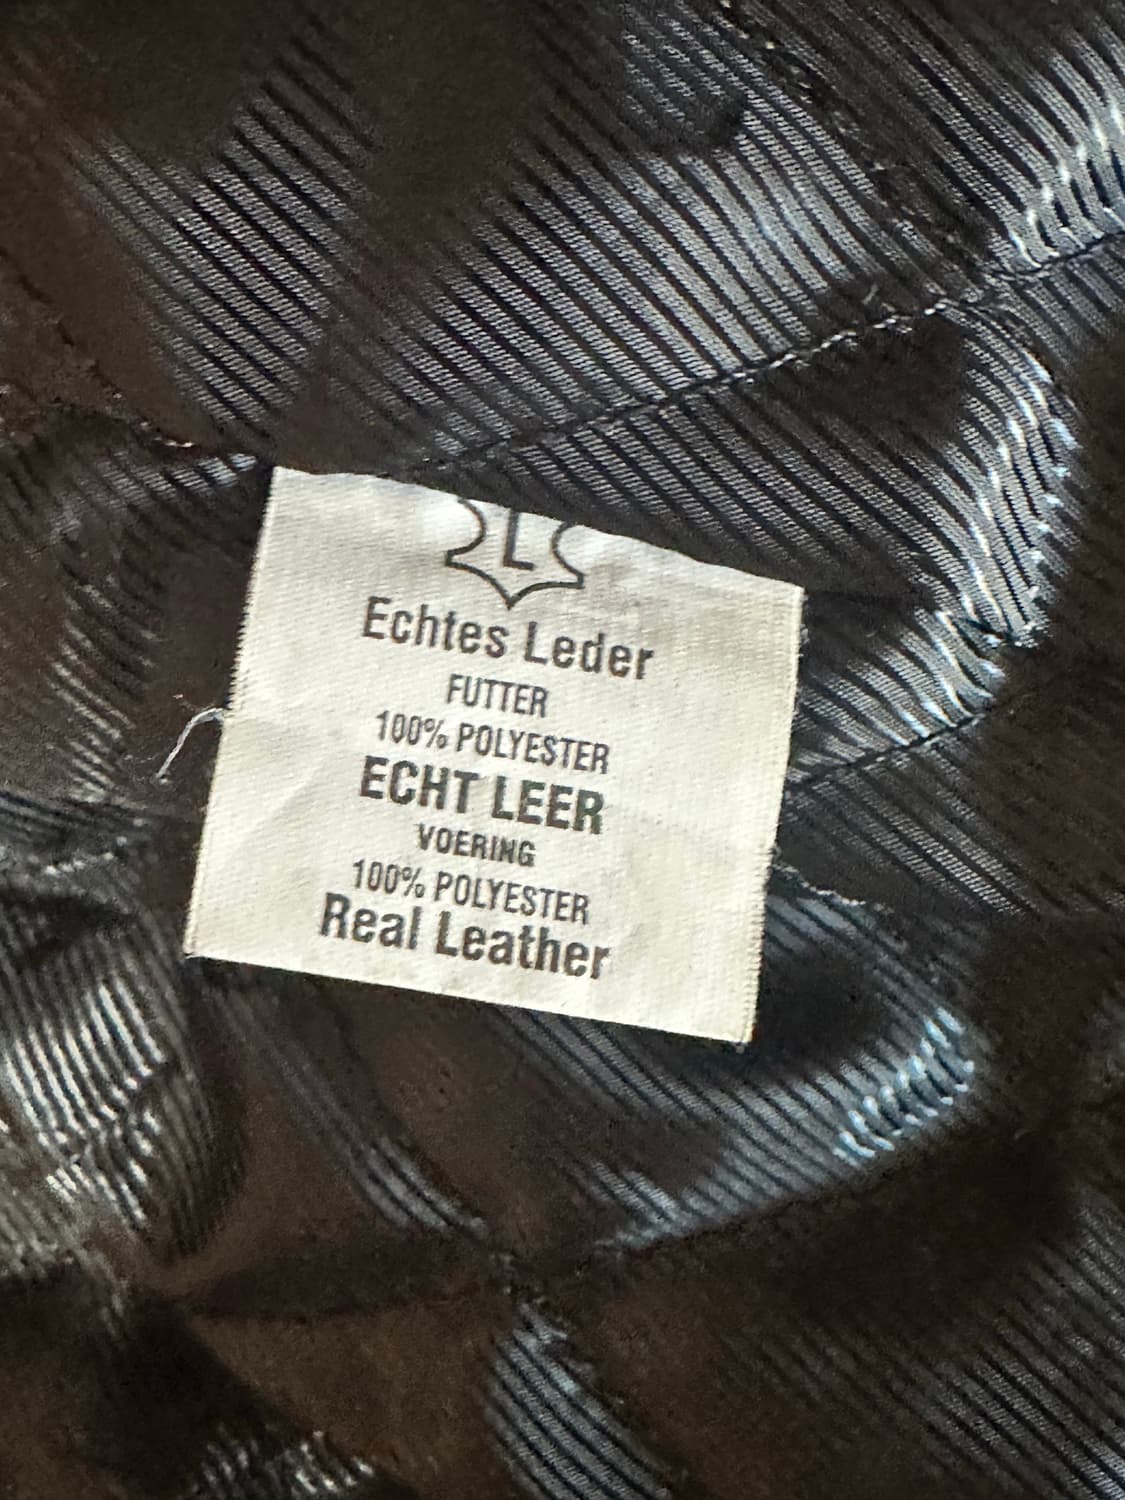 L
Echtes Leder
FUTTER
100% POLYESTER
ECHT LEER
VOERING
100% POLYESTER
Real Leather